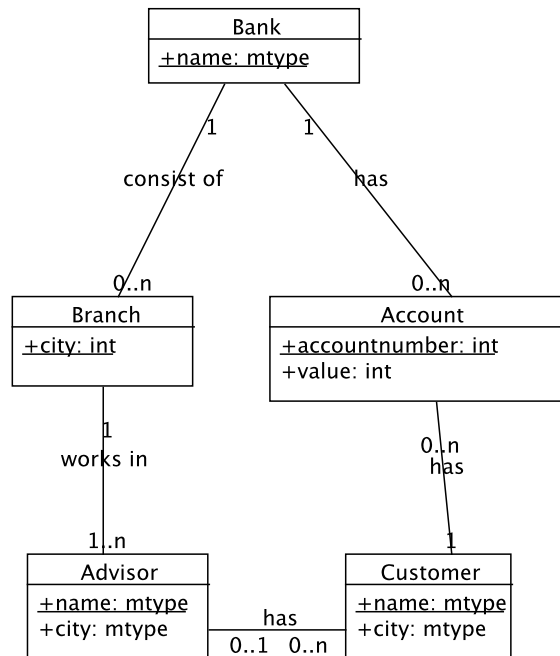 Bank
+name: mtype
1
1
consist of
has
0..n
0..n
Branch
+city: int
Account
+accountnumber: int
+value: int
1
works in
0..n
has
1..n
1
Advisor
+name: mtype
+city: mtype
has
0..1
0..n
Customer
+name: mtype
+city: mtype